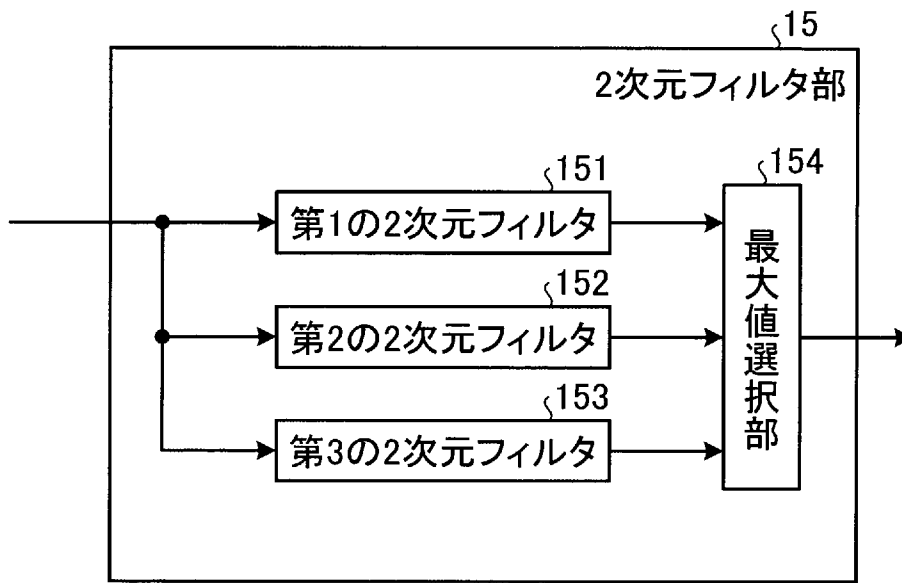 15
2次元フィルタ部
151
第1の2次元フィルタ
152
第2の2次元フィルタ
153
第3の2次元フィルタ
154
最大値選択部